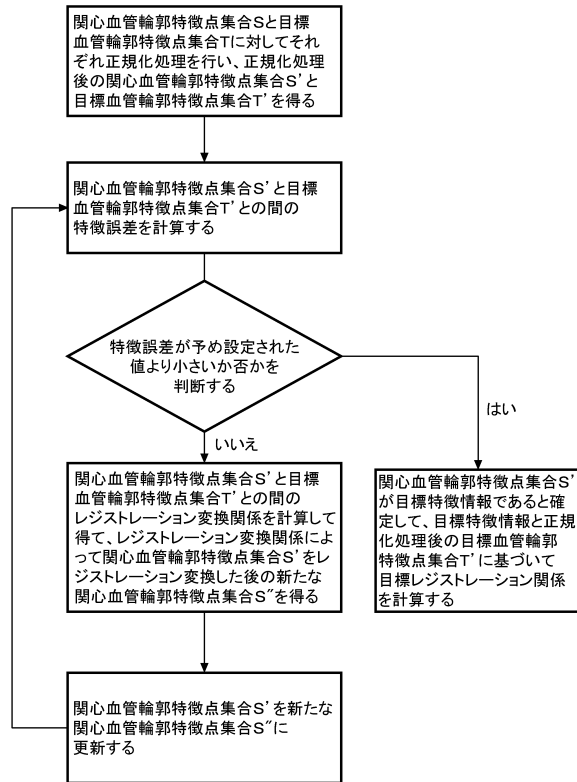 関心血管輪郭特徴点集合Sと目標
血管輪郭特徴点集合Tに対してそれ
ぞれ正規化処理を行い、正規化処理
後の関心血管輪郭特徴点集合S'と
目標血管輪郭特徴点集合T'を得る
関心血管輪郭特徴点集合S'と目標
血管輪郭特徴点集合T'との間の
特徴誤差を計算する
特徴誤差が予め設定された
値より小さいか否かを
判断する
はい
いいえ
関心血管輪郭特徴点集合S'と目標
血管輪郭特徴点集合T'との間の
レジストレーション変換関係を計算して
得て、レジストレーション変換関係によ
って関心血管輪郭特徴点集合S'をレ
ジストレーション変換した後の新たな
関心血管輪郭特徴点集合S"を得る
関心血管輪郭特徴点集合S'
が目標特徴情報であると確
定して、目標特徴情報と正規
化処理後の目標血管輪郭
特徴点集合T'に基づいて
目標レジストレーション関係
を計算する
関心血管輪郭特徴点集合S'を新たな
関心血管輪郭特徴点集合S"に
更新する